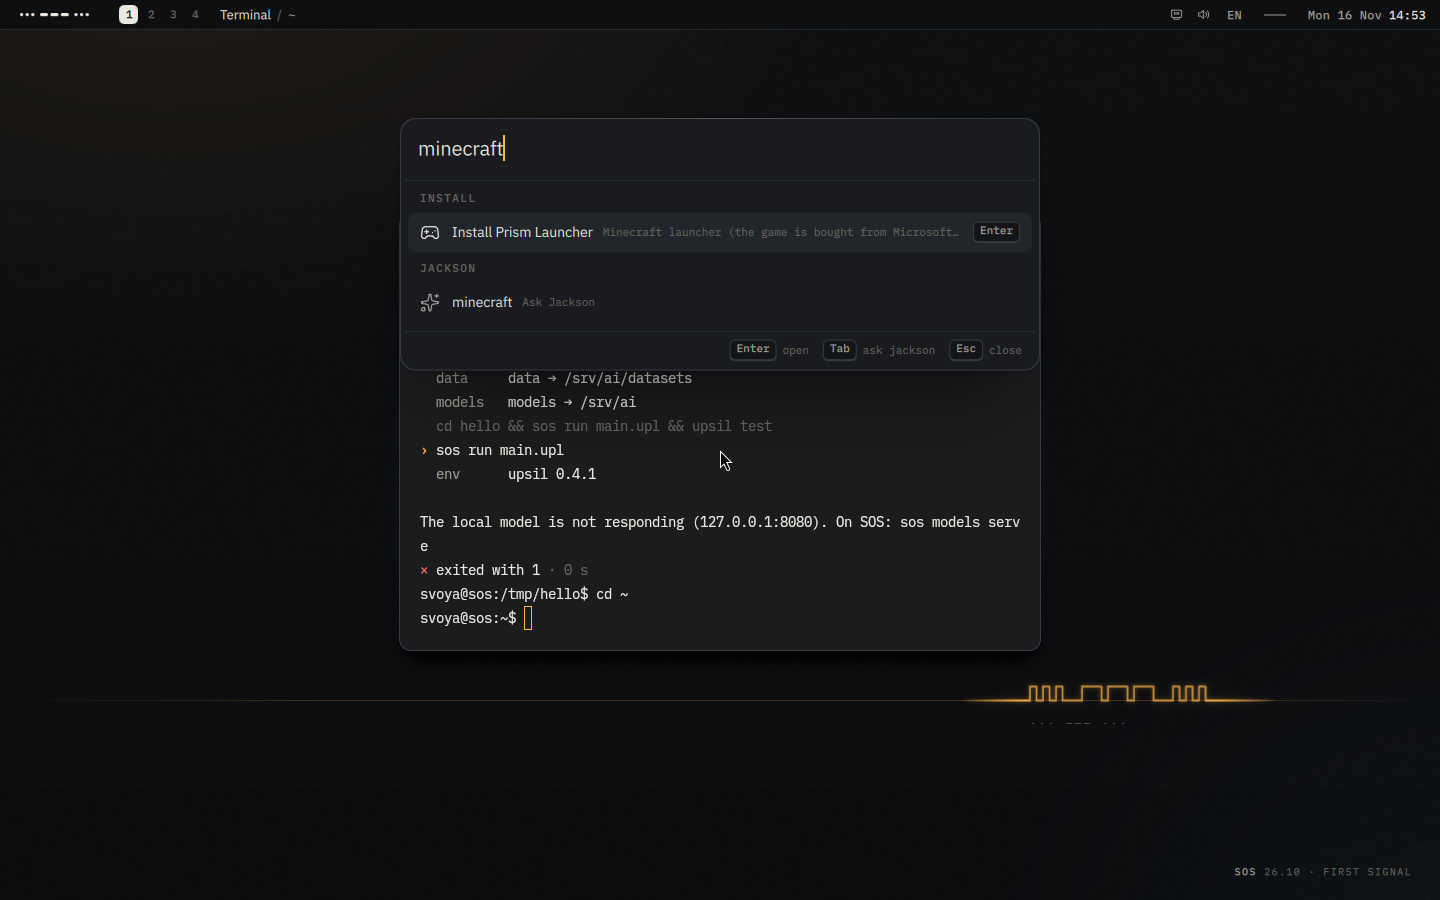 1 2 3 4 Terminal / ~ EN Mon 16 Nov 14:53
minecraft
INSTALL
Install Prism Launcher Minecraft launcher (the game is bought from Microsoft… Enter
JACKSON
minecraft Ask Jackson
Enter open Tab ask jackson Esc close
data data → /srv/ai/datasets
models models → /srv/ai
cd hello && sos run main.upl && upsil test
› sos run main.upl
env upsil 0.4.1
The local model is not responding (127.0.0.1:8080). On SOS: sos models serv
e
× exited with 1 · 0 s
svoya@sos:/tmp/hello$ cd ~
svoya@sos:~$
··· −−− ···
SOS 26.10 · FIRST SIGNAL